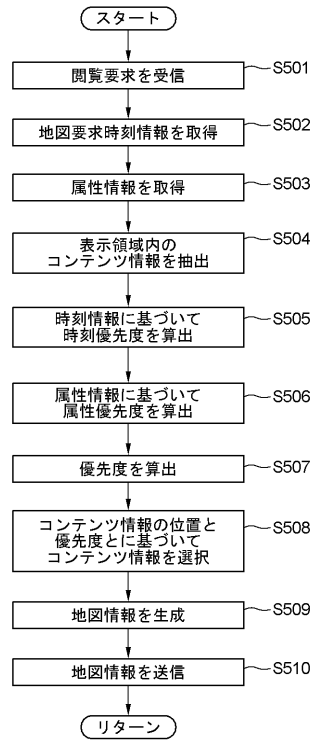 スタート
閲覧要求を受信
S501
地図要求時刻情報を取得
S502
属性情報を取得
S503
表示領域内の
コンテンツ情報を抽出
S504
時刻情報に基づいて
時刻優先度を算出
S505
属性情報に基づいて
属性優先度を算出
S506
優先度を算出
S507
コンテンツ情報の位置と
優先度とに基づいて
コンテンツ情報を選択
S508
地図情報を生成
S509
地図情報を送信
S510
リターン